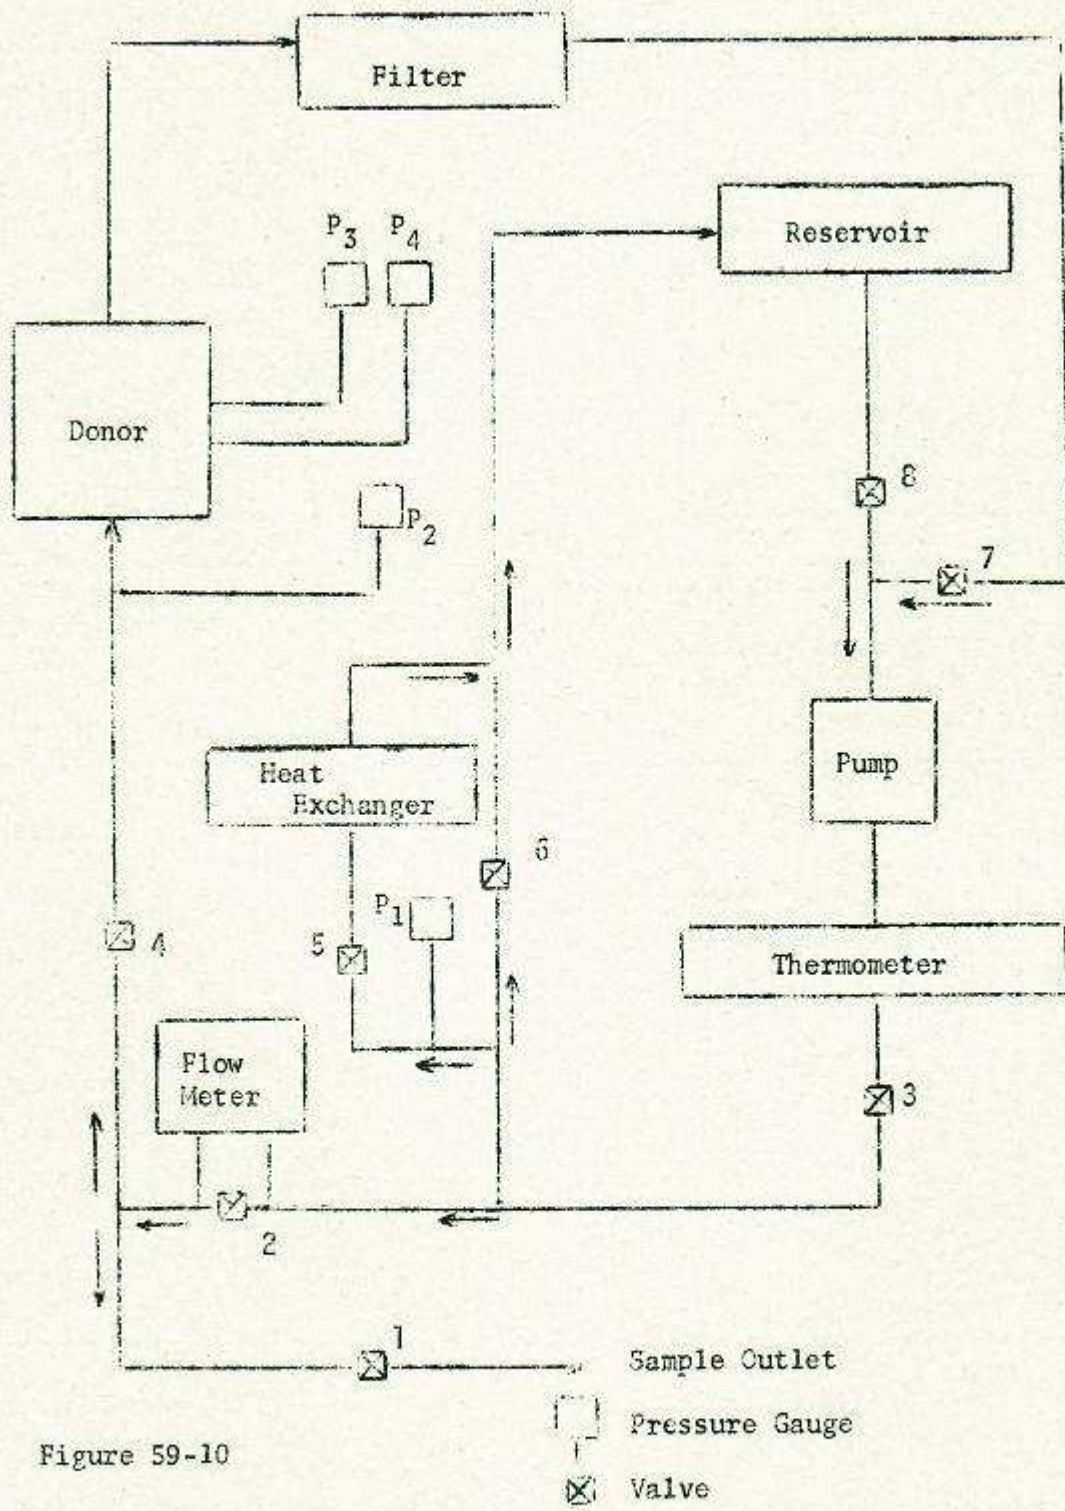 Filter
P3 P4
Reservoir
Donor
P2
8
7
Heat
Exchanger
Pump
6
P1
5
4
Thermometer
Flow
Meter
3
2
1
Sample Outlet
Pressure Gauge
Figure 59-10
Valve